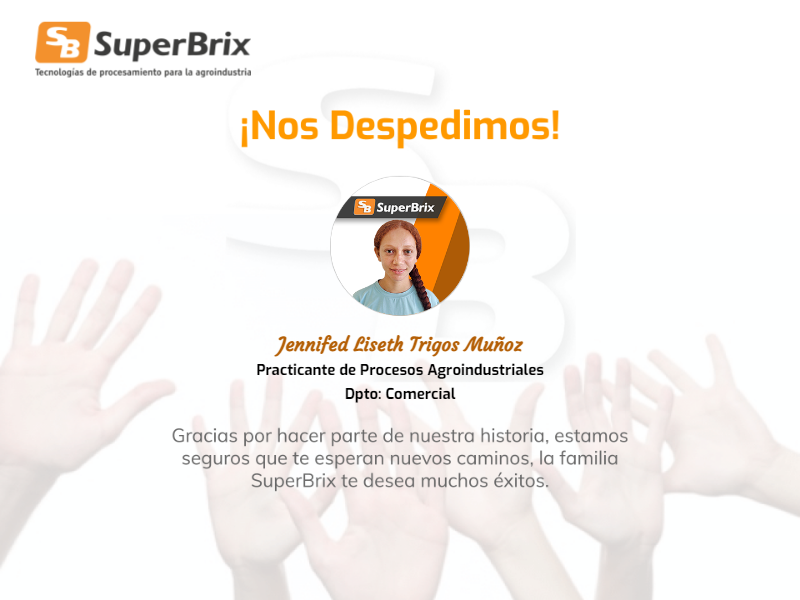 SB SuperBrix
Tecnologías de procesamiento para la agroindustria
¡Nos Despedimos!
SB SuperBrix
Jennifed Liseth Trigos Muñoz
Practicante de Procesos Agroindustriales
Dpto: Comercial
Gracias por hacer parte de nuestra historia, estamos
seguros que te esperan nuevos caminos, la familia
SuperBrix te desea muchos éxitos.